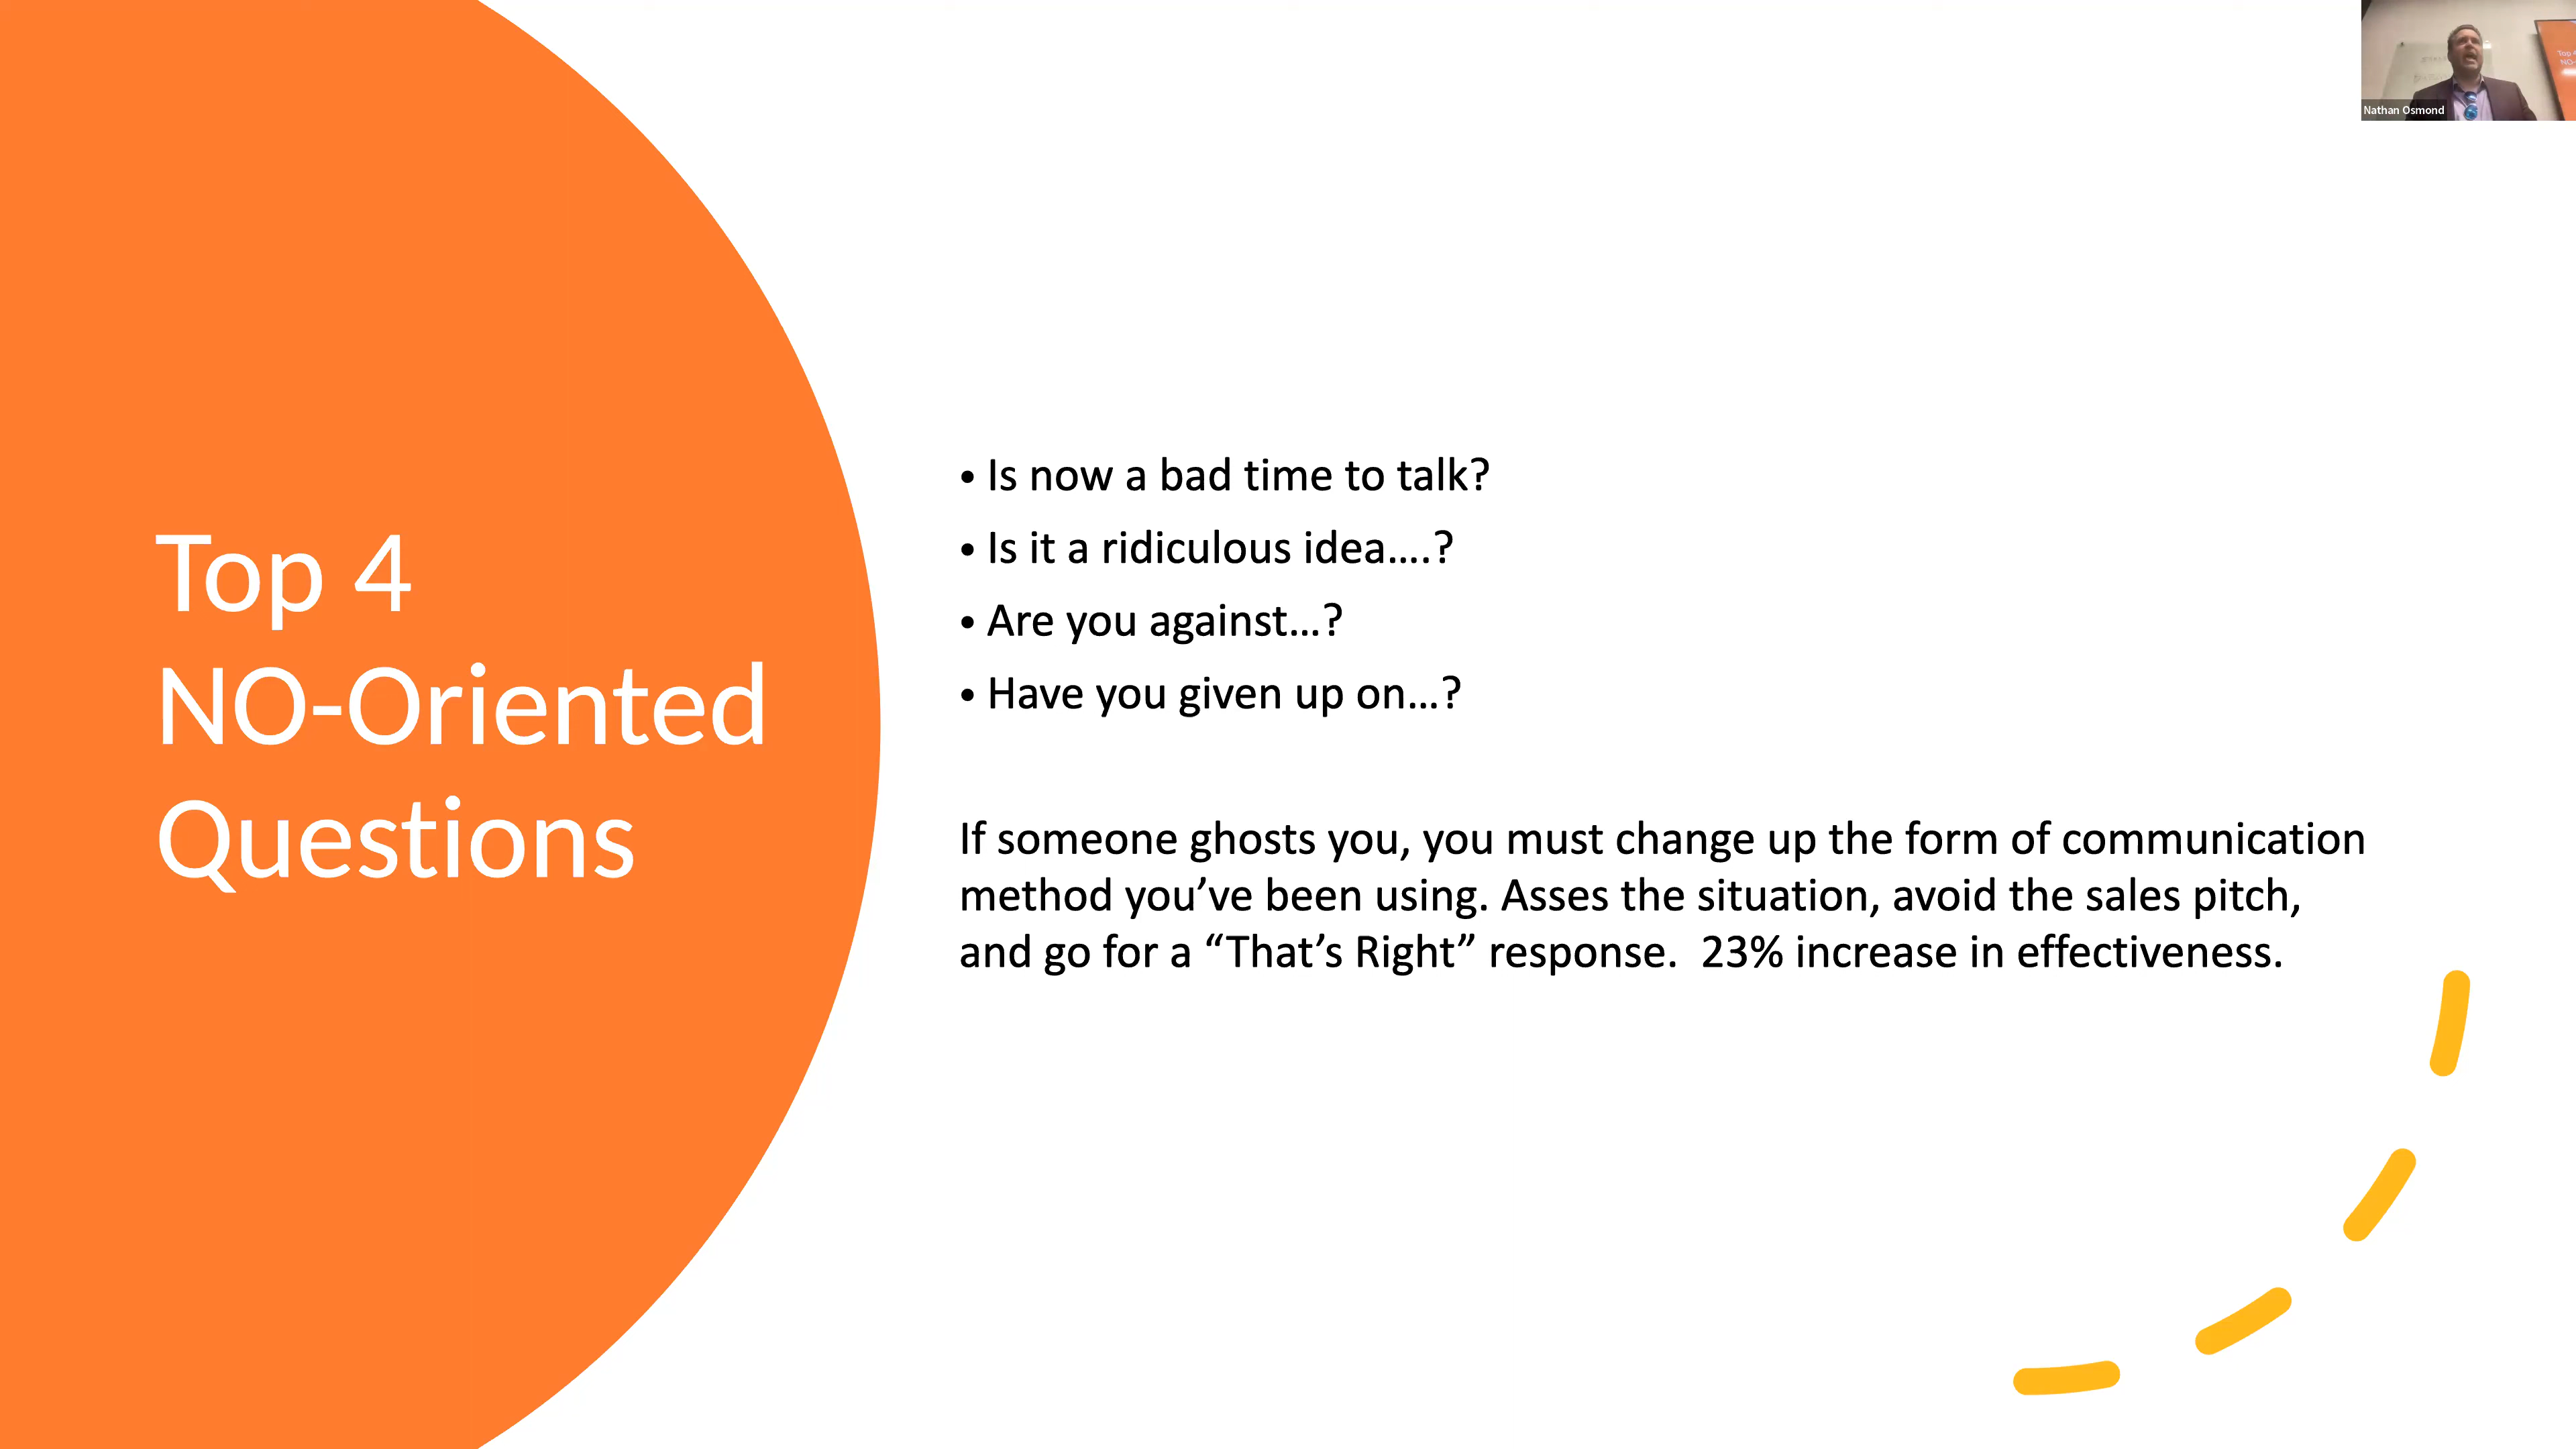 Top 4
NO-Oriented
Questions
• Is now a bad time to talk?
• Is it a ridiculous idea....?
• Are you against...?
• Have you given up on...?
If someone ghosts you, you must change up the form of communication
method you’ve been using. Asses the situation, avoid the sales pitch,
and go for a “That’s Right” response.  23% increase in effectiveness.
Nathan Osmond